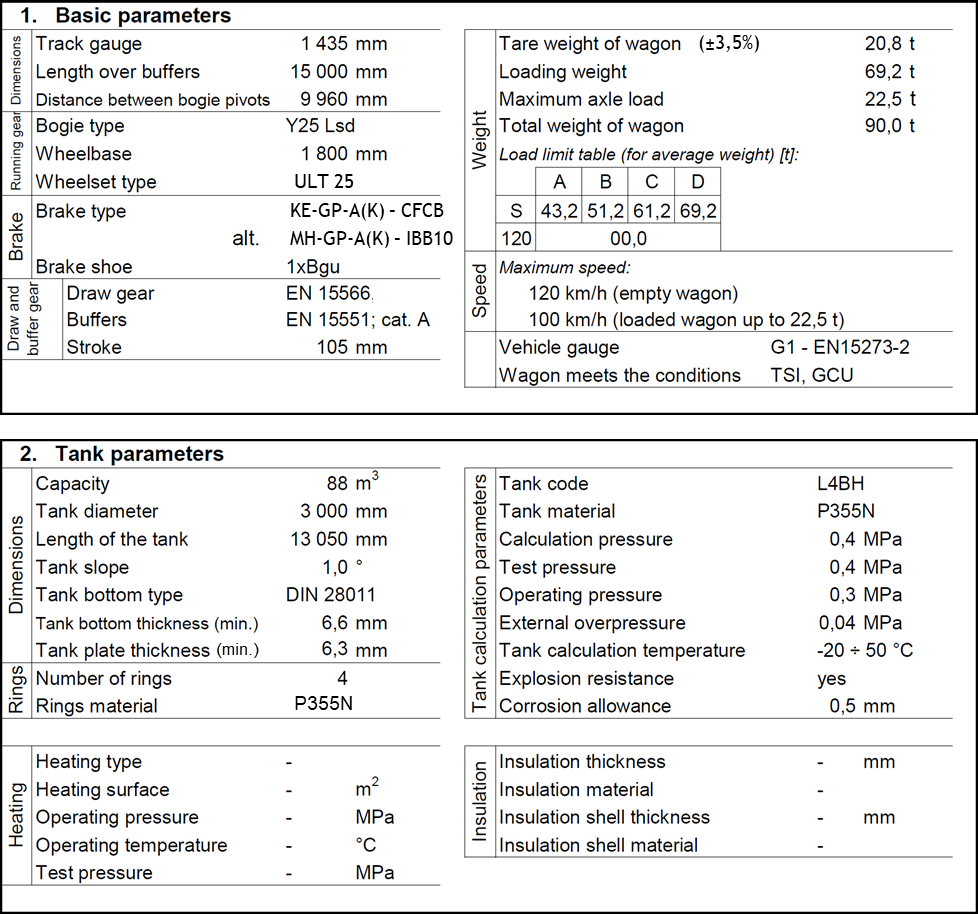 1. Basic parameters
Dimensions
Track gauge 1 435 mm
Length over buffers 15 000 mm
Distance between bogie pivots 9 960 mm
Running gear
Bogie type Y25 Lsd
Wheelbase 1 800 mm
Wheelset type ULT 25
Brake
Brake type KE-GP-A(K) - CFCB
alt. MH-GP-A(K) - IBB10
Brake shoe 1xBgu
Draw and buffer gear
Draw gear EN 15566
Buffers EN 15551; cat. A
Stroke 105 mm
Weight
Tare weight of wagon (±3,5%) 20,8 t
Loading weight 69,2 t
Maximum axle load 22,5 t
Total weight of wagon 90,0 t
Load limit table (for average weight) [t]:
A B C D
S 43,2 51,2 61,2 69,2
120 00,0
Speed
Maximum speed:
120 km/h (empty wagon)
100 km/h (loaded wagon up to 22,5 t)
Vehicle gauge G1 - EN15273-2
Wagon meets the conditions TSI, GCU
2. Tank parameters
Dimensions
Capacity 88 m³
Tank diameter 3 000 mm
Length of the tank 13 050 mm
Tank slope 1,0 °
Tank bottom type DIN 28011
Tank bottom thickness (min.) 6,6 mm
Tank plate thickness (min.) 6,3 mm
Rings
Number of rings 4
Rings material P355N
Tank calculation parameters
Tank code L4BH
Tank material P355N
Calculation pressure 0,4 MPa
Test pressure 0,4 MPa
Operating pressure 0,3 MPa
External overpressure 0,04 MPa
Tank calculation temperature -20 ÷ 50 °C
Explosion resistance yes
Corrosion allowance 0,5 mm
Heating
Heating type -
Heating surface - m²
Operating pressure - MPa
Operating temperature - °C
Test pressure - MPa
Insulation
Insulation thickness - mm
Insulation material -
Insulation shell thickness - mm
Insulation shell material -